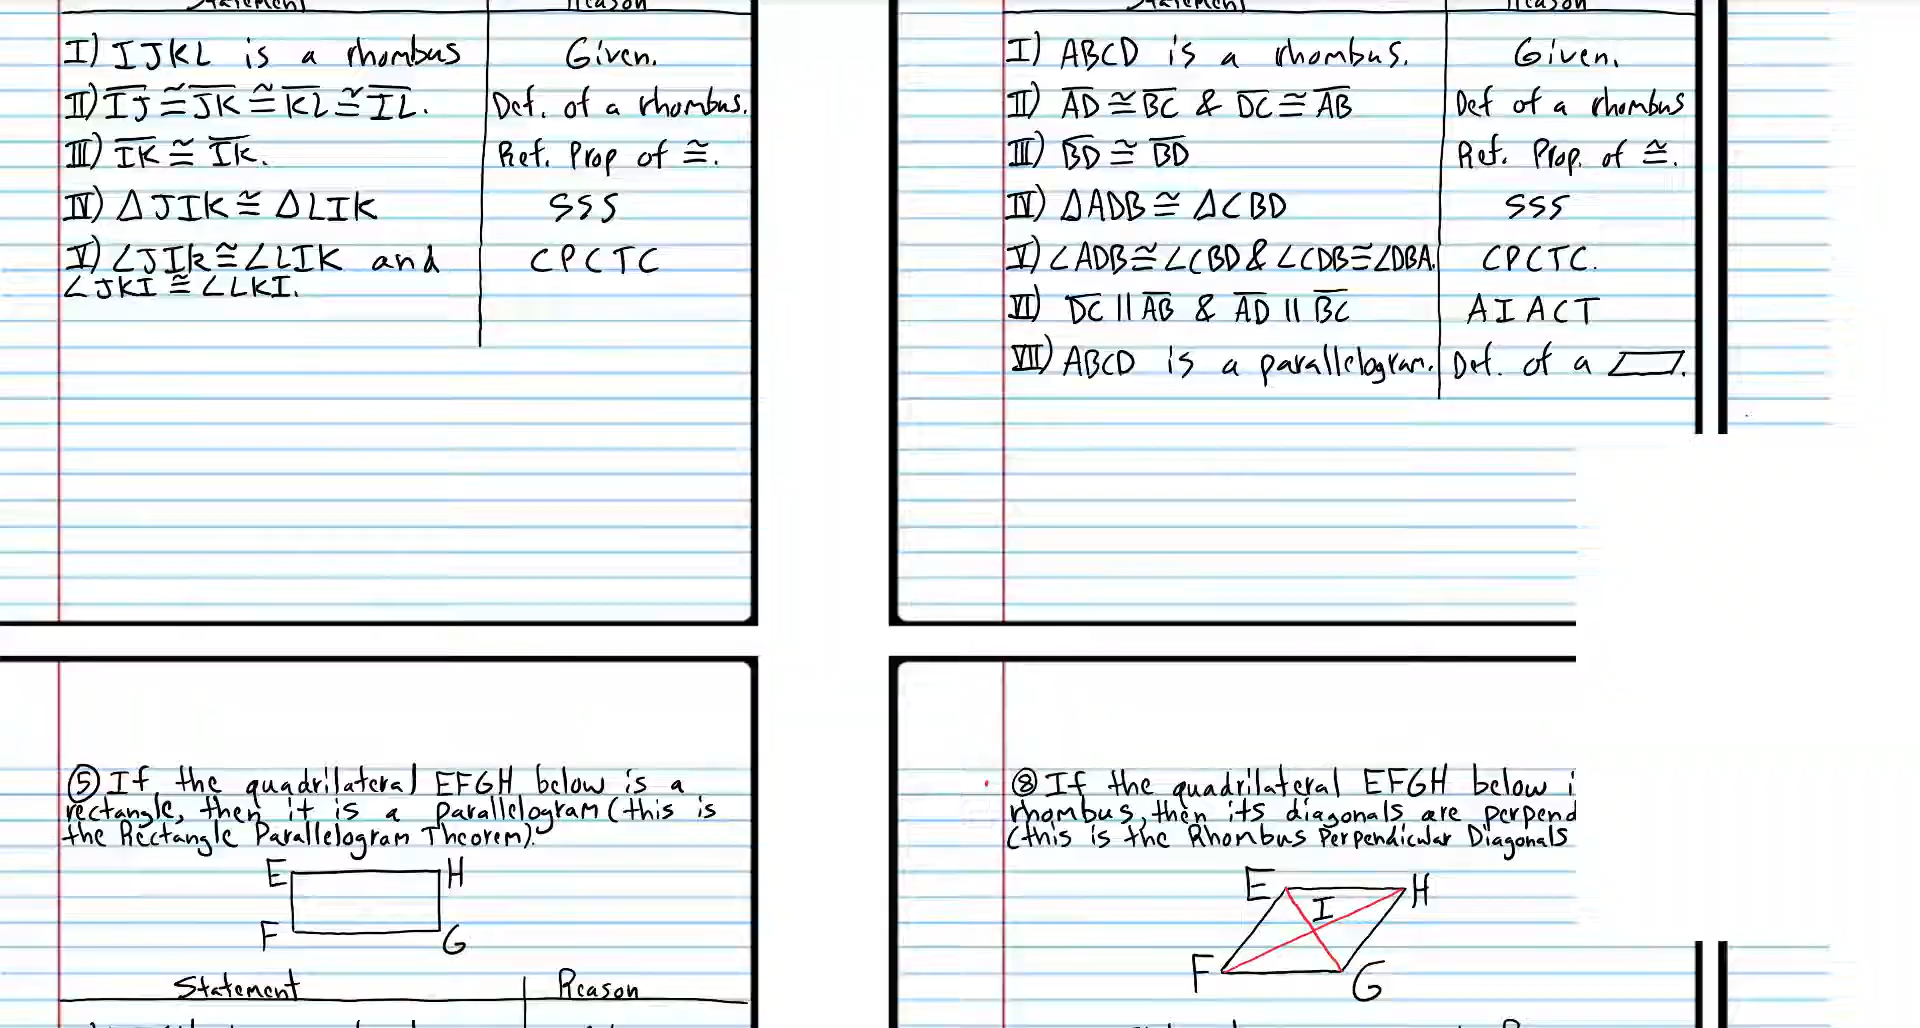 Statement Reason
I) IJKL is a rhombus Given.
II) IJ ≅ JK ≅ KL ≅ IL. Def. of a rhombus.
III) IK ≅ IK. Ref. Prop of ≅.
IV) ΔJIK ≅ ΔLIK SSS
V) ∠JIK ≅ ∠LIK and CPCTC
∠JKI ≅ ∠LKI.
Statement Reason
I) ABCD is a rhombus. Given.
II) AD ≅ BC & DC ≅ AB Def of a rhombus
III) BD ≅ BD Ref. Prop. of ≅.
IV) ΔADB ≅ ΔCBD SSS
V) ∠ADB ≅ ∠CBD & ∠CDB ≅ ∠DBA. CPCTC.
VI) DC || AB & AD || BC AIACT
VII) ABCD is a parallelogram. Def. of a ▱.
⑤ If the quadrilateral EFGH below is a
rectangle, then it is a parallelogram (this is
the Rectangle Parallelogram Theorem).
E H
F G
Statement Reason
⑧ If the quadrilateral EFGH below i
rhombus, then its diagonals are perpend
(this is the Rhombus Perpendicular Diagonals
E H
I
F G